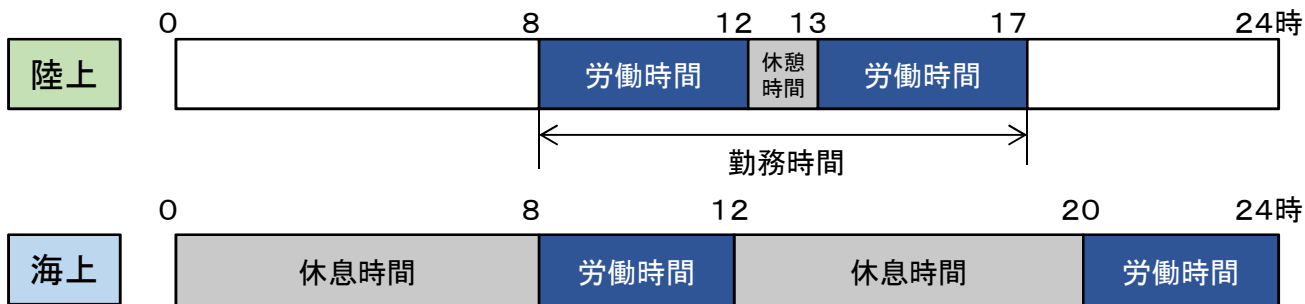 0 8 12 13 17 24時
陸上 労働時間 休憩時間 労働時間
勤務時間
0 8 12 20 24時
海上 休息時間 労働時間 休息時間 労働時間